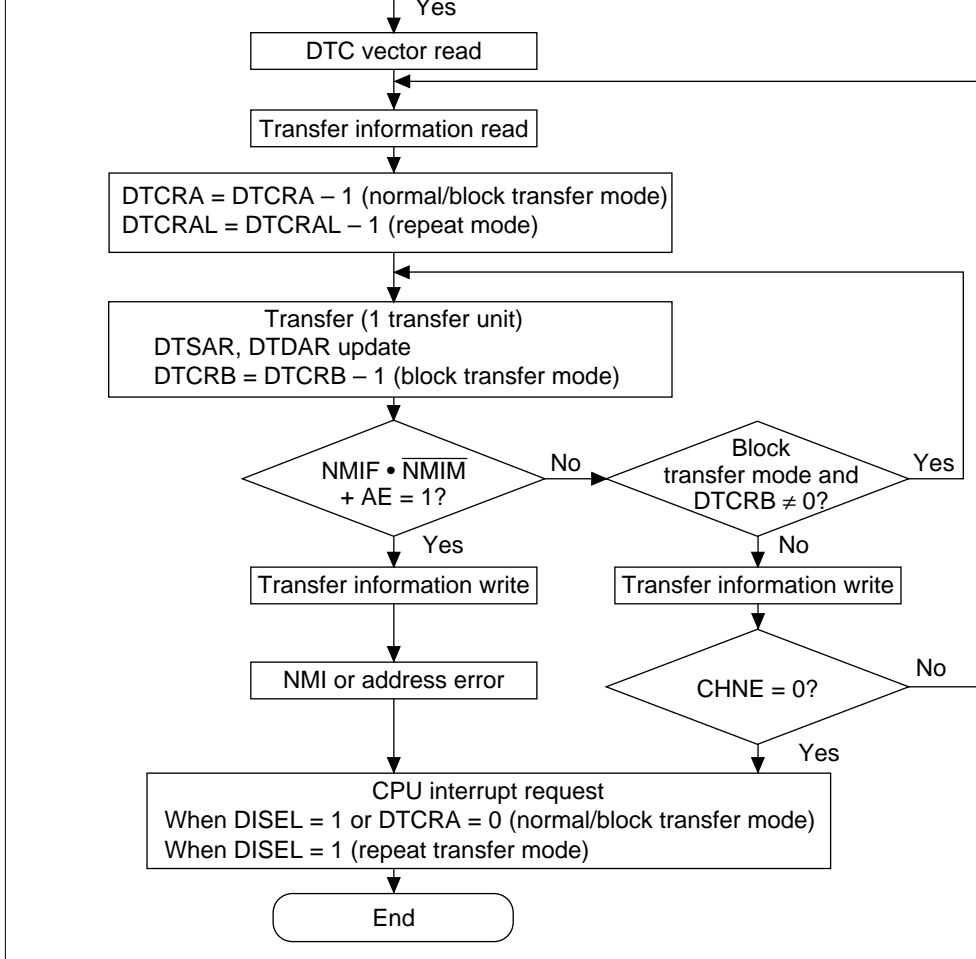 Yes
DTC vector read
Transfer information read
DTCRA = DTCRA – 1 (normal/block transfer mode)
DTCRAL = DTCRAL – 1 (repeat mode)
Transfer (1 transfer unit)
DTSAR, DTDAR update
DTCRB = DTCRB – 1 (block transfer mode)
NMIF • N̅M̅I̅M̅
+ AE = 1?
No
Block
transfer mode and
DTCRB ≠ 0?
Yes
Yes
No
Transfer information write
Transfer information write
NMI or address error
CHNE = 0?
No
Yes
CPU interrupt request
When DISEL = 1 or DTCRA = 0 (normal/block transfer mode)
When DISEL = 1 (repeat transfer mode)
End